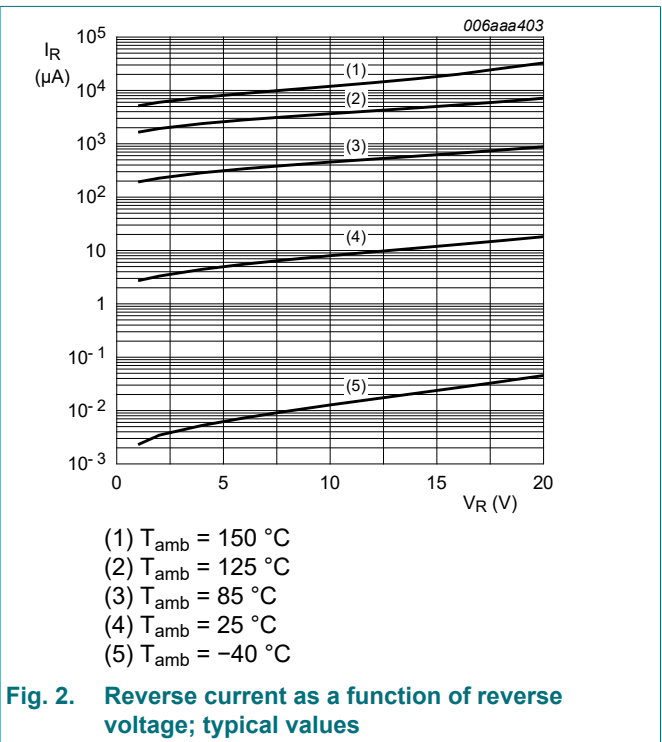 006aaa403
I_R
(µA)
10^5
10^4
10^3
10^2
10
1
10^-1
10^-2
10^-3
(1)
(2)
(3)
(4)
(5)
0 5 10 15 20
V_R (V)
(1) T_amb = 150 °C
(2) T_amb = 125 °C
(3) T_amb = 85 °C
(4) T_amb = 25 °C
(5) T_amb = −40 °C
Fig. 2. Reverse current as a function of reverse
voltage; typical values